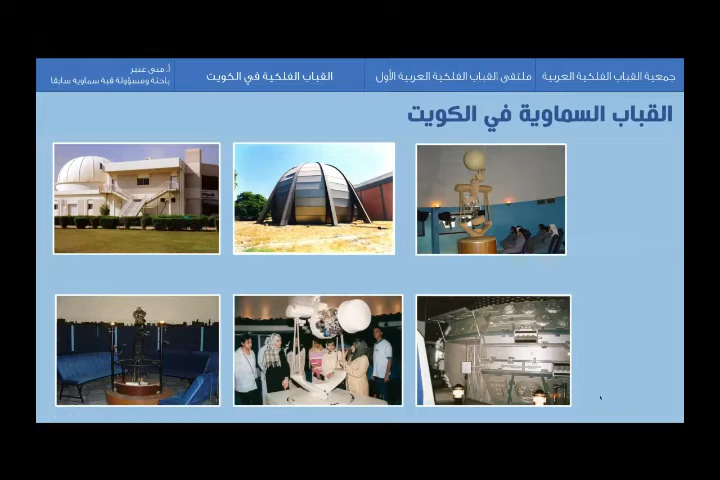 جمعية القباب الفلكية العربية
ملتقى القباب الفلكية العربية الأول
القباب الفلكية في الكويت
أ. منى عنبر
باحثة ومسؤولة قبة سماوية سابقا
القباب السماوية في الكويت